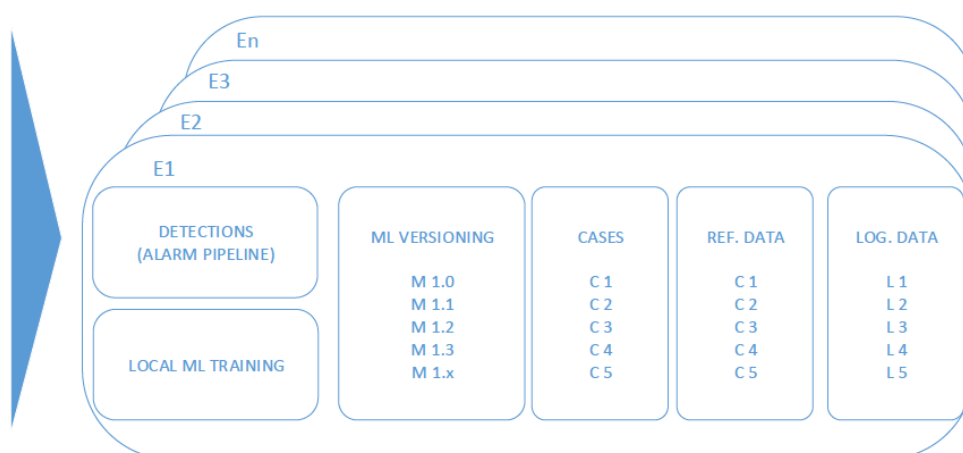 En
E3
E2
E1
DETECTIONS
(ALARM PIPELINE)
LOCAL ML TRAINING
ML VERSIONING
M 1.0
M 1.1
M 1.2
M 1.3
M 1.x
CASES
C 1
C 2
C 3
C 4
C 5
REF. DATA
C 1
C 2
C 3
C 4
C 5
LOG. DATA
L 1
L 2
L 3
L 4
L 5